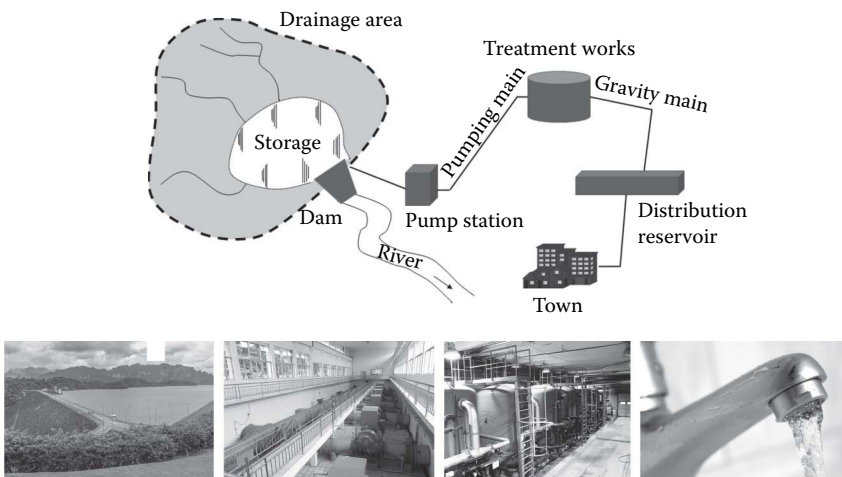 Drainage area
Treatment works
Pumping main
Gravity main
Storage
Dam
Pump station
Distribution
reservoir
River
Town